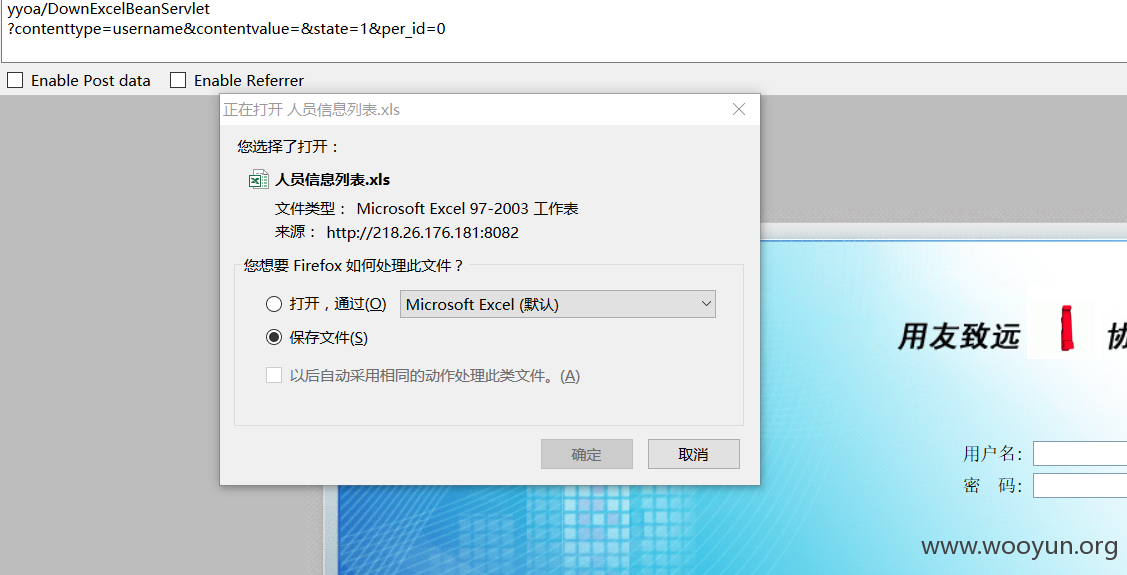 yyoa/DownExcelBeanServlet
?contenttype=username&contentvalue=&state=1&per_id=0
Enable Post data Enable Referrer
正在打开 人员信息列表.xls
您选择了打开：
人员信息列表.xls
文件类型： Microsoft Excel 97-2003 工作表
来源： http://218.26.176.181:8082
您想要 Firefox 如何处理此文件？
打开，通过(O) Microsoft Excel (默认)
保存文件(S)
以后自动采用相同的动作处理此类文件。(A)
确定 取消
用友致远 协
用户名:
密 码:
www.wooyun.org